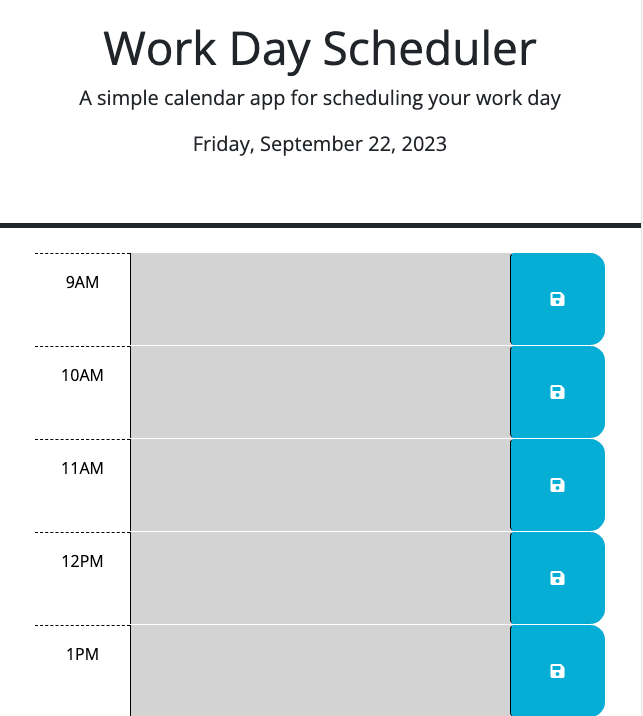 Work Day Scheduler
A simple calendar app for scheduling your work day
Friday, September 22, 2023
9AM
10AM
11AM
12PM
1PM